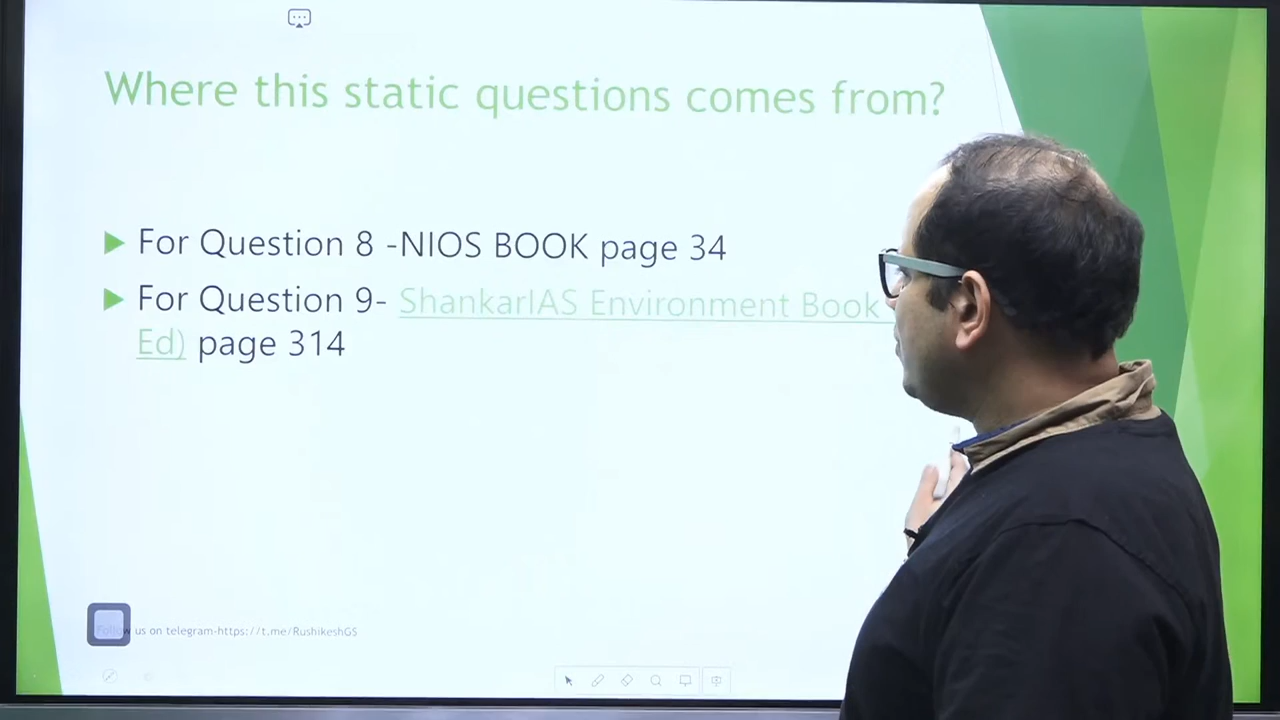 Where this static questions comes from?
For Question 8 -NIOS BOOK page 34
For Question 9- ShankarIAS Environment Book
Ed) page 314
Follow us on telegram-https://t.me/RushikeshGS